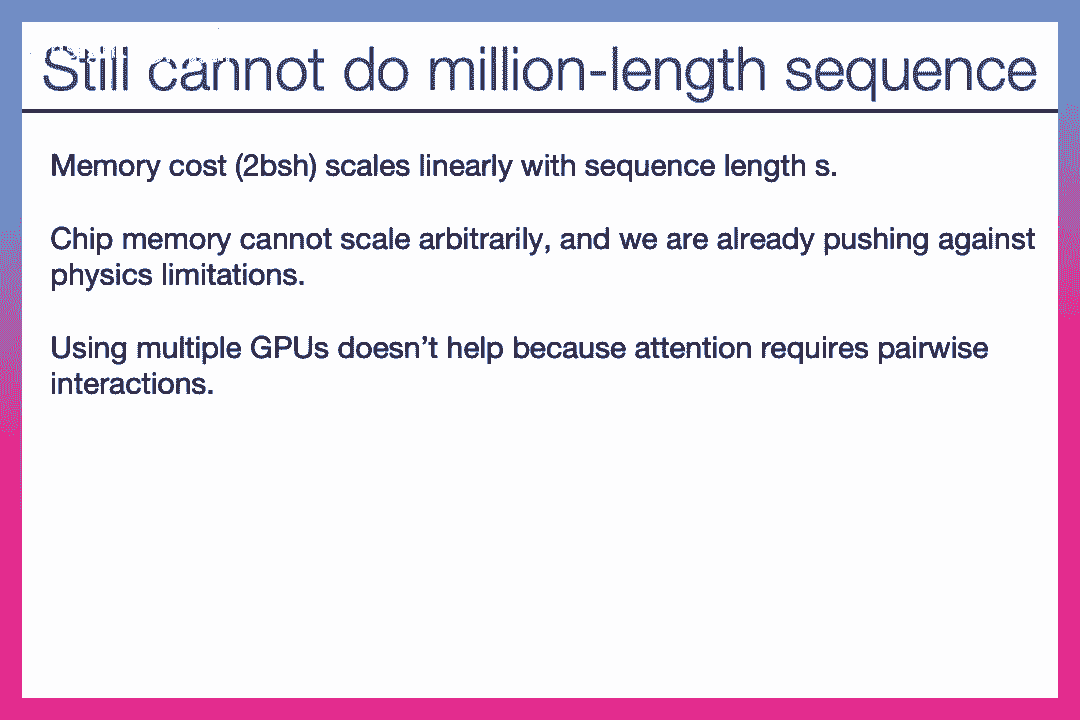 Still cannot do million-length sequence
Memory cost (2bsh) scales linearly with sequence length s.
Chip memory cannot scale arbitrarily, and we are already pushing against
physics limitations.
Using multiple GPUs doesn’t help because attention requires pairwise
interactions.